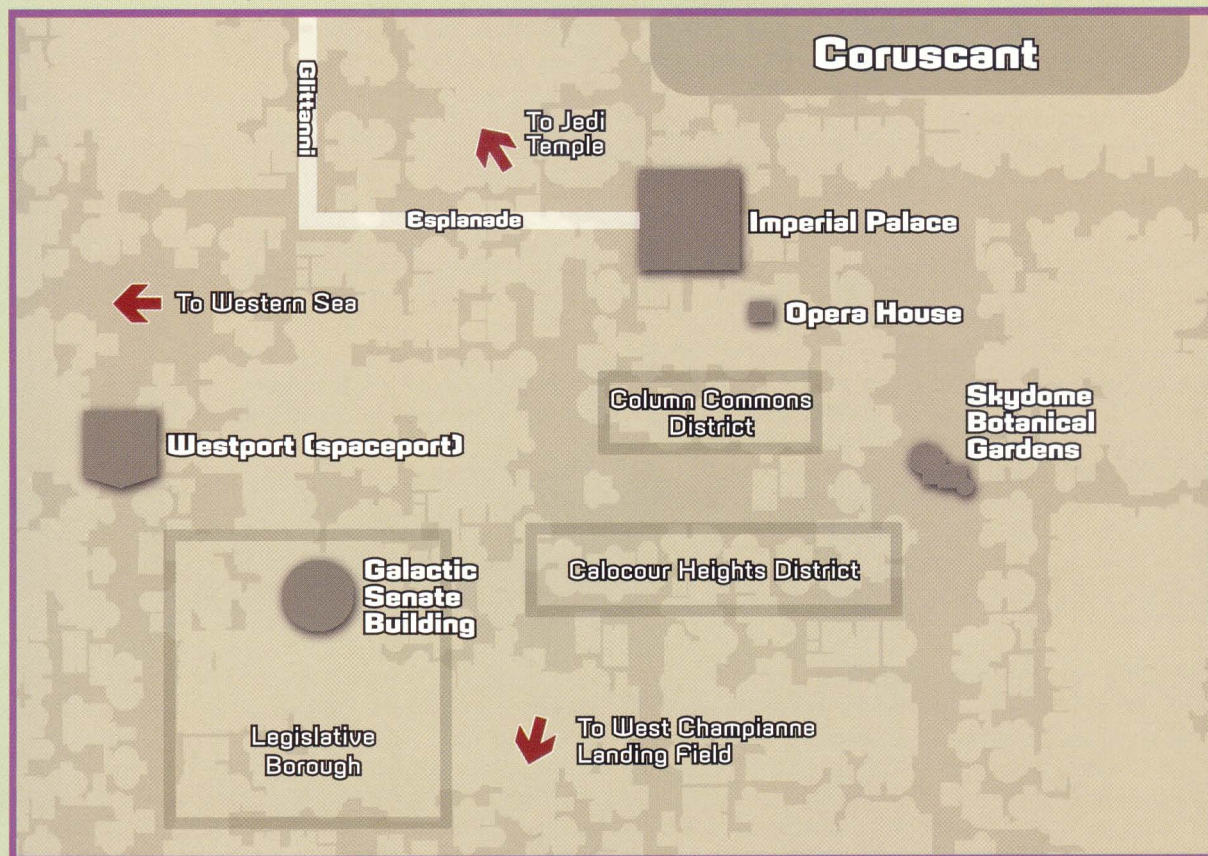 Coruscant
Glittanni
Esplanade
To Jedi
Temple
Imperial Palace
To Western Sea
Opera House
Column Commons
District
Skydome
Botanical
Gardens
Westport (spaceport)
Galactic
Senate
Building
Calocour Heights District
Legislative
Borough
To West Champianne
Landing Field